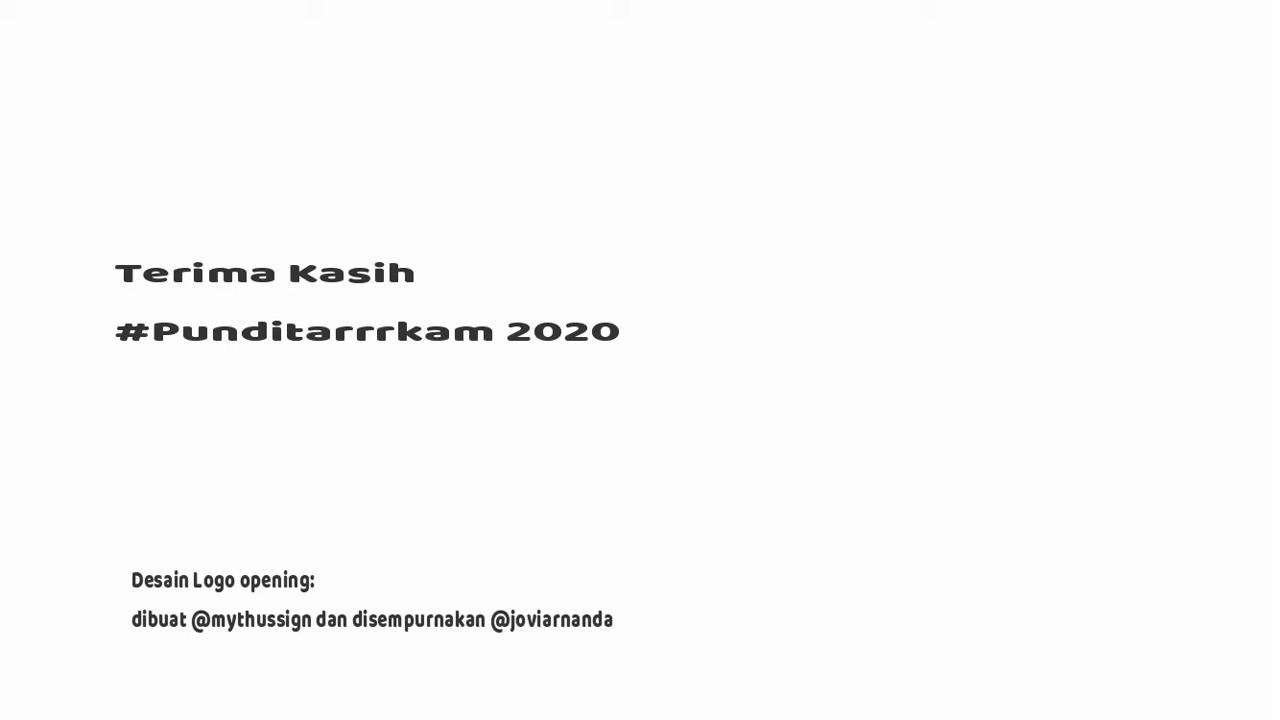 Terima Kasih
#Punditarrrkam 2020
Desain Logo opening:
dibuat @mythussign dan disempurnakan @joviarnanda